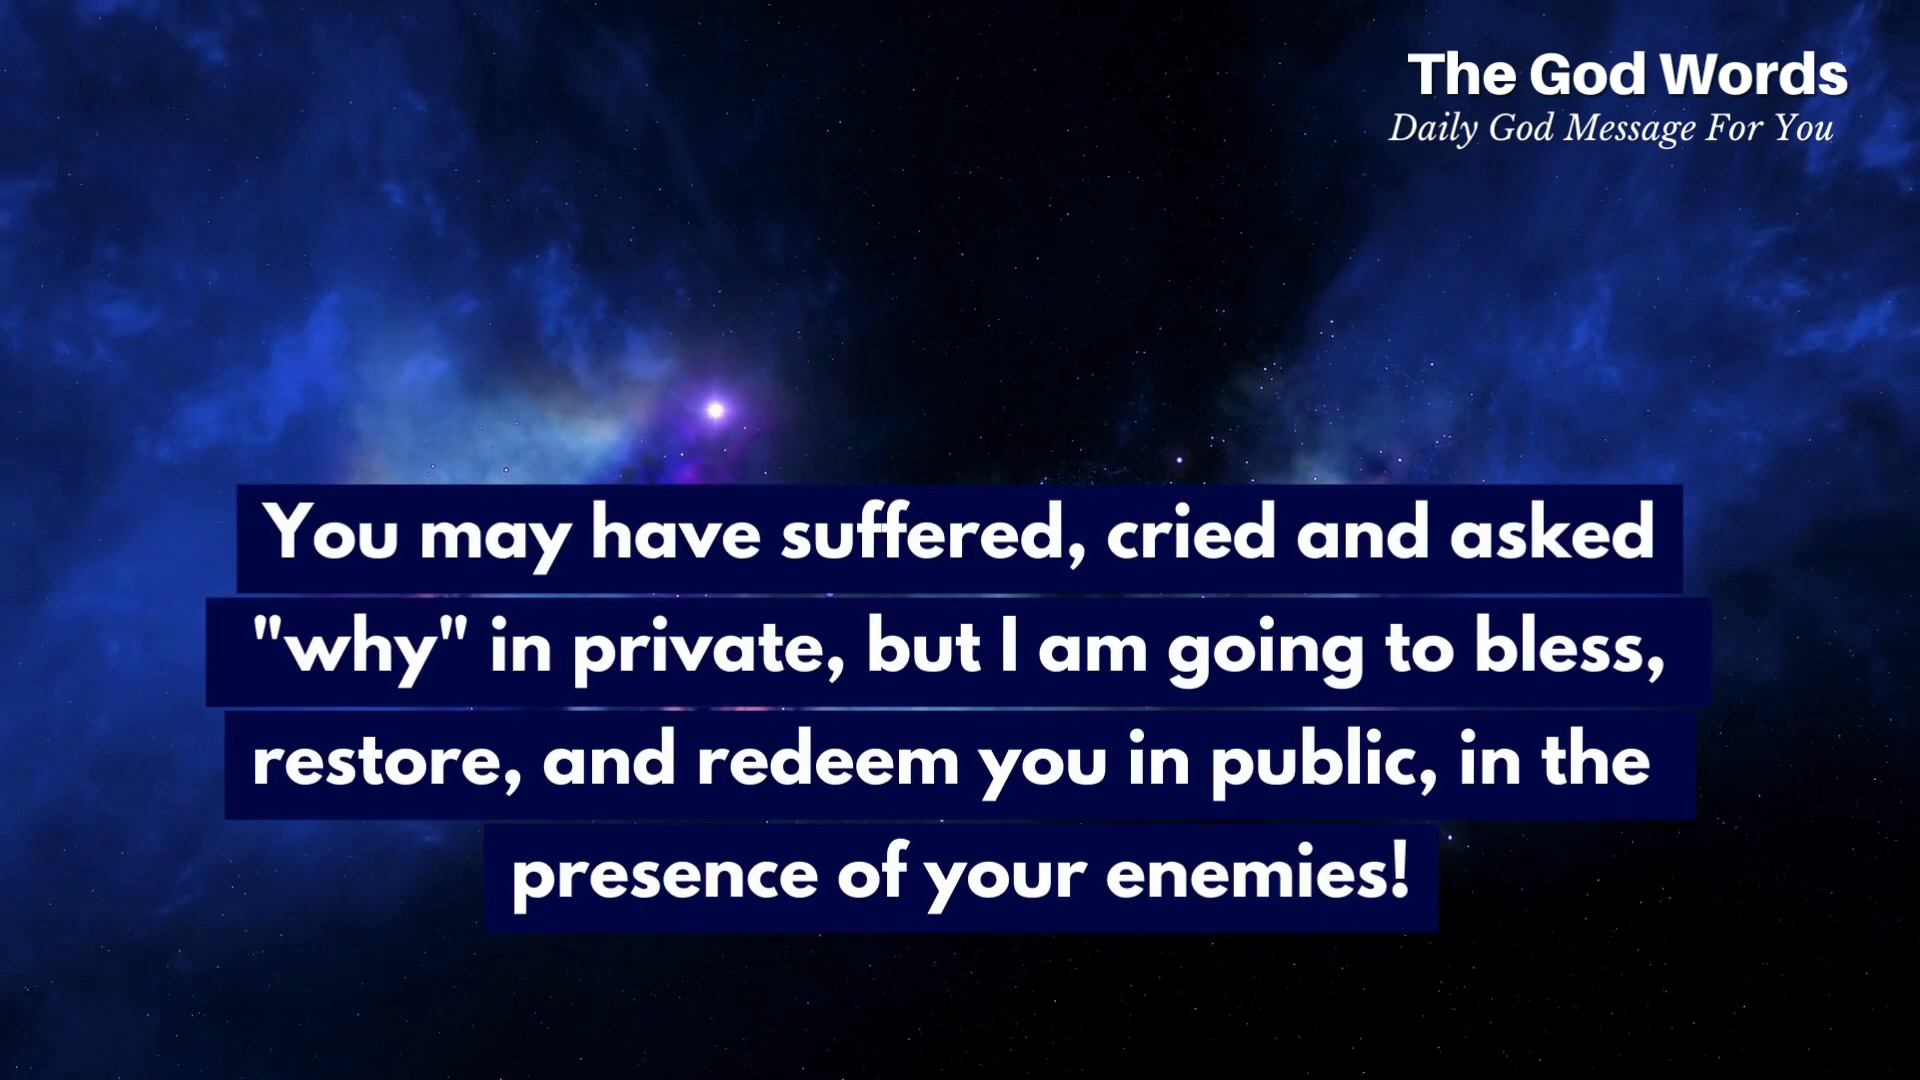 The God Words
Daily God Message For You
You may have suffered, cried and asked
"why" in private, but I am going to bless,
restore, and redeem you in public, in the
presence of your enemies!